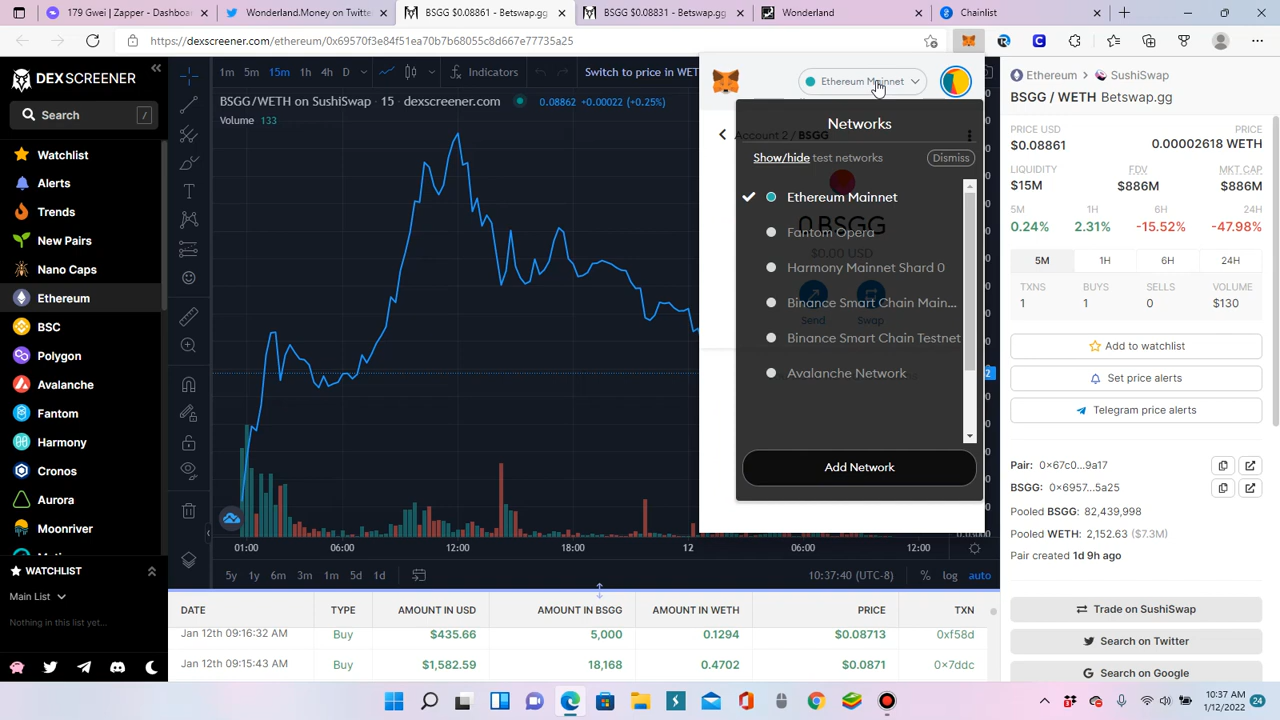 179 Gwei | Zapper - Dashboard
Wonderland.Money on Twitter
BSGG $0.08861 - Betswap.gg
BSGG $0.08831 - Betswap.gg
Wonderland
Chainlist
https://dexscreener.com/ethereum/0x69570f3e84f51ea70b7b68055c8d667e77735a25
DEX SCREENER
Search
/
Watchlist
Alerts
Trends
New Pairs
Nano Caps
Ethereum
BSC
Polygon
Avalanche
Fantom
Harmony
Cronos
Aurora
Moonriver
WATCHLIST
Main List
Nothing in this list yet...
1m 5m 15m 1h 4h D
Indicators
Switch to price in WET
BSGG/WETH on SushiSwap · 15 · dexscreener.com
0.08862 +0.00022 (+0.25%)
Volume 133
01:00 06:00 12:00 18:00 12 06:00 12:00
5y 1y 6m 3m 1m 5d 1d
10:37:40 (UTC-8)
% log auto
DATE TYPE AMOUNT IN USD AMOUNT IN BSGG AMOUNT IN WETH PRICE TXN
Jan 12th 09:16:32 AM Buy $435.66 5,000 0.1294 $0.08713 0xf58d
Jan 12th 09:15:43 AM Buy $1,582.59 18,168 0.4702 $0.0871 0x7ddc
Ethereum Mainnet
Networks
Account 2 / BSGG
Show/hide test networks
Dismiss
Ethereum Mainnet
0 BSGG
Fantom Opera
$0.00 USD
Harmony Mainnet Shard 0
Binance Smart Chain Main...
Send
Swap
Binance Smart Chain Testnet
Avalanche Network
Add Network
Ethereum > SushiSwap
BSGG / WETH Betswap.gg
PRICE USD PRICE
$0.08861 0.00002618 WETH
LIQUIDITY FDV MKT.CAP
$15M $886M $886M
5M 1H 6H 24H
0.24% 2.31% -15.52% -47.98%
5M 1H 6H 24H
TXNS BUYS SELLS VOLUME
1 1 0 $130
Add to watchlist
Set price alerts
Telegram price alerts
Pair: 0x67c0...9a17
BSGG: 0x6957...5a25
Pooled BSGG: 82,439,998
Pooled WETH: 2,152.63 ($7.3M)
Pair created 1d 9h ago
Trade on SushiSwap
Search on Twitter
Search on Google
10:37 AM
1/12/2022
24